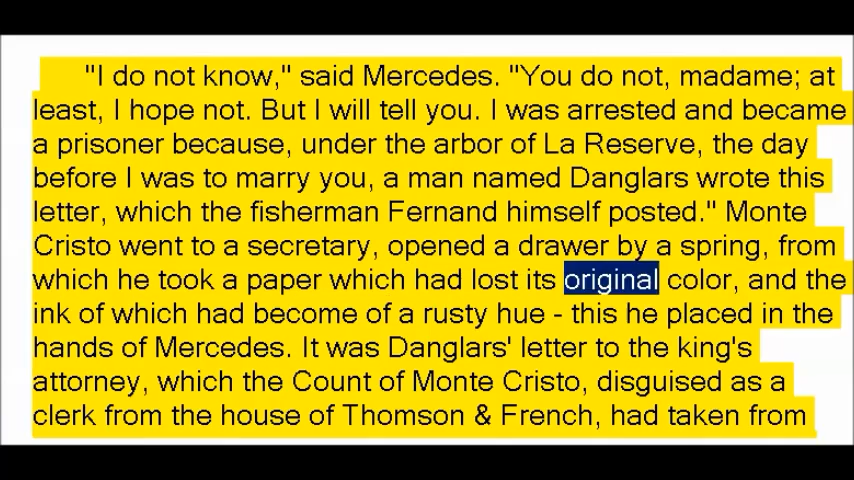 "I do not know," said Mercedes. "You do not, madame; at
least, I hope not. But I will tell you. I was arrested and became
a prisoner because, under the arbor of La Reserve, the day
before I was to marry you, a man named Danglars wrote this
letter, which the fisherman Fernand himself posted." Monte
Cristo went to a secretary, opened a drawer by a spring, from
which he took a paper which had lost its original color, and the
ink of which had become of a rusty hue - this he placed in the
hands of Mercedes. It was Danglars' letter to the king's
attorney, which the Count of Monte Cristo, disguised as a
clerk from the house of Thomson & French, had taken from